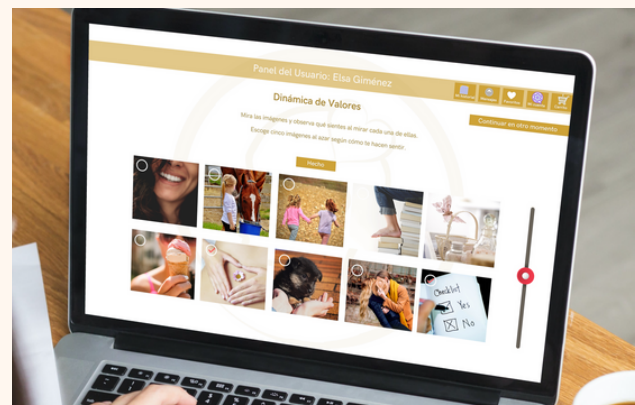 Panel del Usuario: Elsa Giménez
Dinámica de Valores
Continuar en otro momento
Mira las imágenes y observa qué sientes al mirar cada una de ellas.
Escoge cinco imágenes al azar según cómo te hacen sentir.
Hecho
Checklist
Yes
No